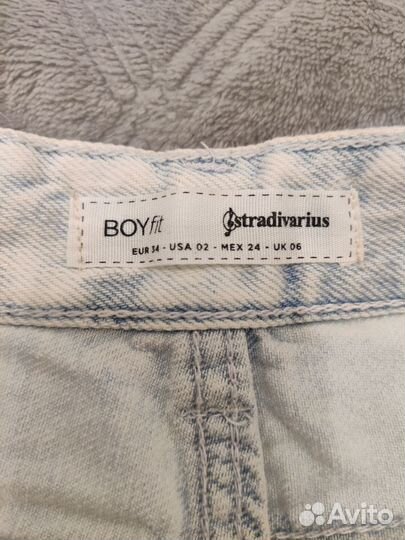 BOYfit stradivarius
EUR 34 - USA 02 - MEX 24 - UK 06
Avito